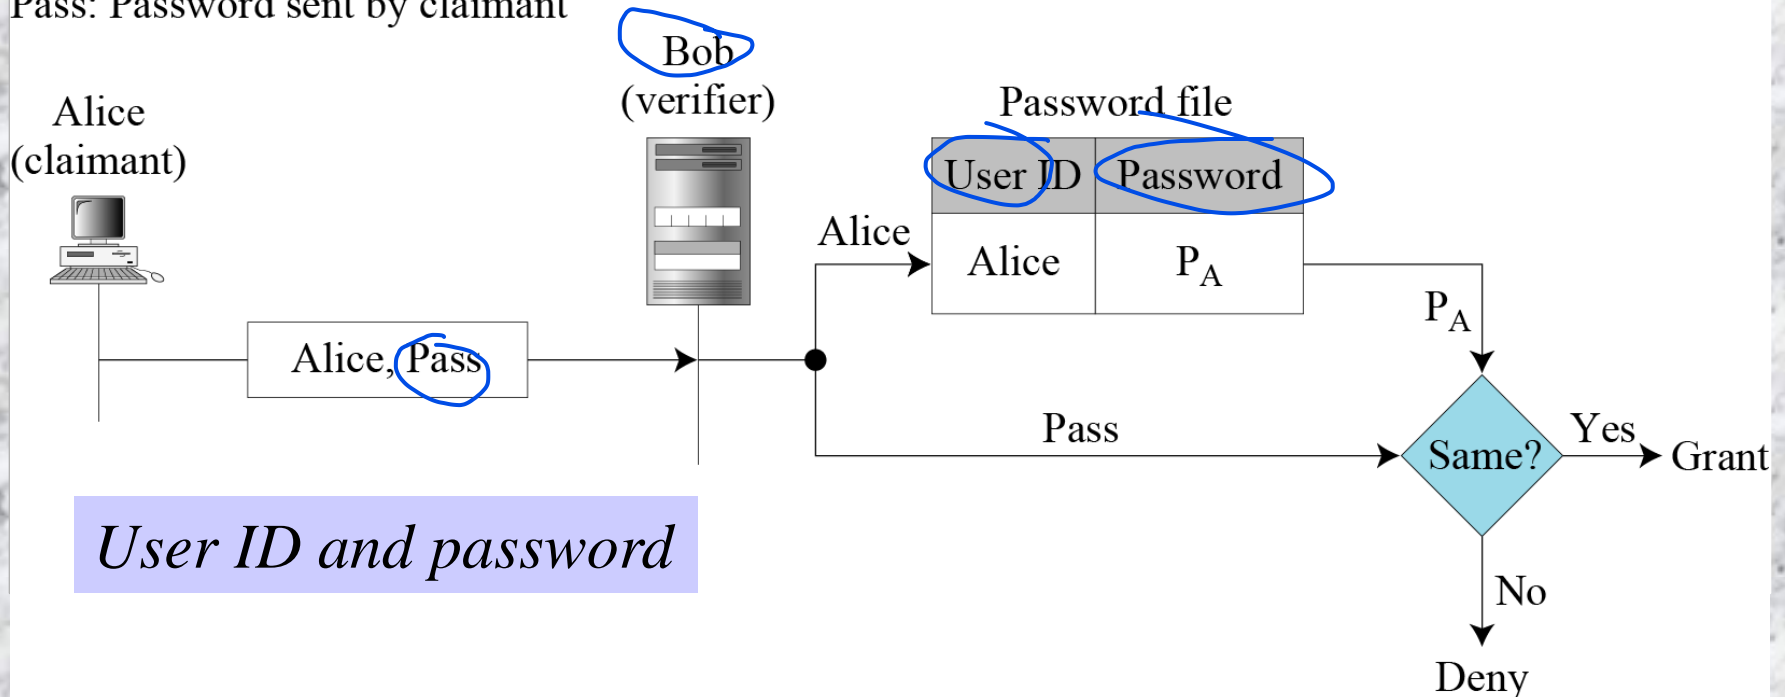 Pass: Password sent by claimant
Bob
(verifier)
Alice
(claimant)
Password file
User ID Password
Alice
Alice P_A
P_A
Alice, Pass
Pass
Same?
Yes
Grant
User ID and password
No
Deny